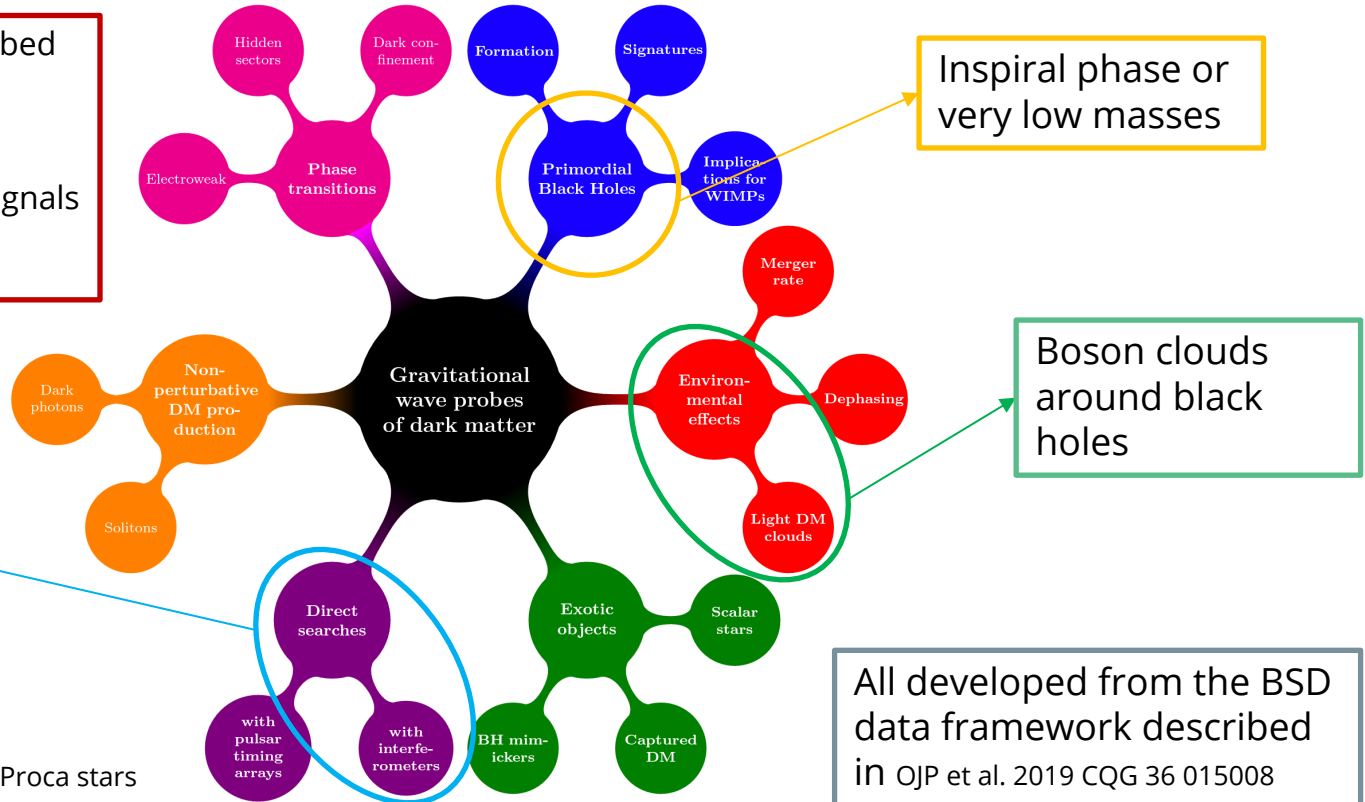 bed
gnals
Hidden
sectors
Dark con-
finement
Electroweak
Phase
transitions
Formation
Signatures
Primordial
Black Holes
Implica-
tions for
WIMPs
Inspiral phase or
very low masses
Merger
rate
Environ-
mental
effects
Dephasing
Light DM
clouds
Boson clouds
around black
holes
Gravitational
wave probes
of dark matter
Non-
perturbative
DM pro-
duction
Dark
photons
Solitons
Direct
searches
with
pulsar
timing
arrays
with
interfe-
rometers
Exotic
objects
Scalar
stars
BH mim-
ickers
Captured
DM
Proca stars
All developed from the BSD
data framework described
in OJP et al. 2019 CQG 36 015008